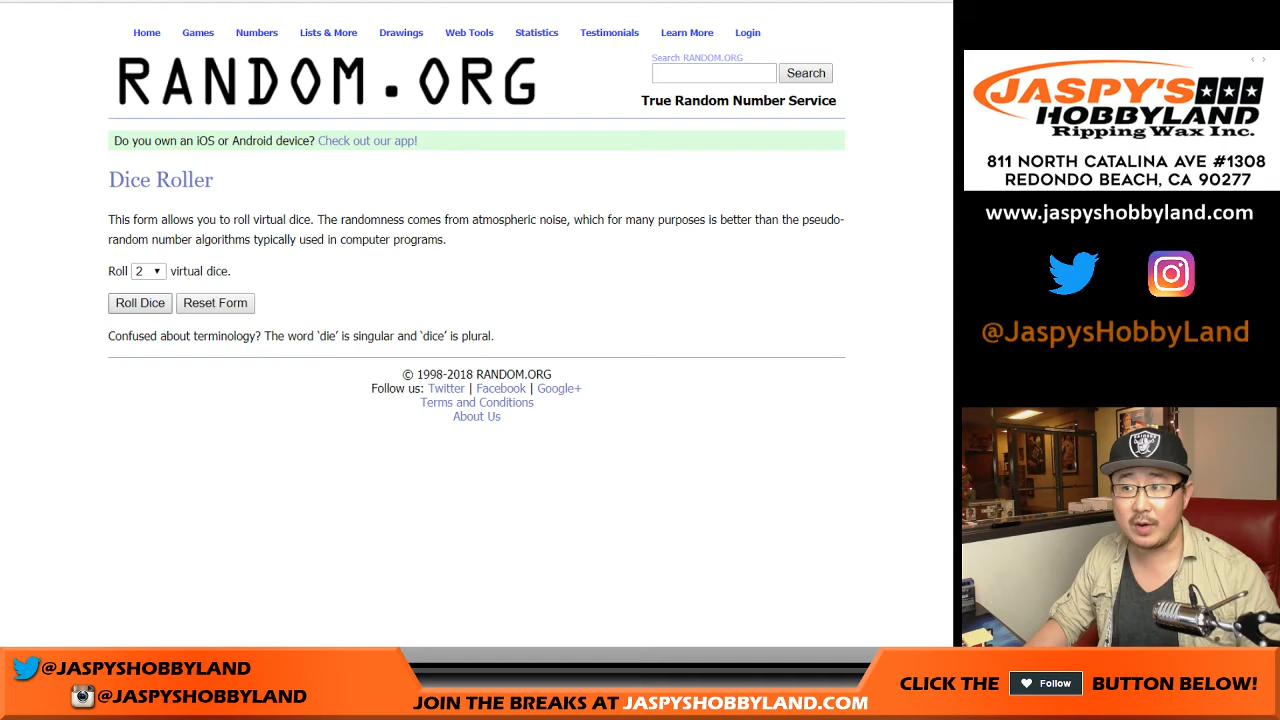 Home Games Numbers Lists & More Drawings Web Tools Statistics Testimonials Learn More Login
RANDOM.ORG
Search RANDOM.ORG
Search
True Random Number Service
Do you own an iOS or Android device? Check out our app!
Dice Roller
This form allows you to roll virtual dice. The randomness comes from atmospheric noise, which for many purposes is better than the pseudo-
random number algorithms typically used in computer programs.
Roll 2 virtual dice.
Roll Dice Reset Form
Confused about terminology? The word ‘die’ is singular and ‘dice’ is plural.
© 1998-2018 RANDOM.ORG
Follow us: Twitter | Facebook | Google+
Terms and Conditions
About Us
JASPY'S
HOBBYLAND
Ripping Wax Inc.
811 NORTH CATALINA AVE #1308
REDONDO BEACH, CA 90277
www.jaspyshobbyland.com
@JaspysHobbyLand
@JASPYSHOBBYLAND
@JASPYSHOBBYLAND
JOIN THE BREAKS AT JASPYSHOBBYLAND.COM
CLICK THE Follow BUTTON BELOW!